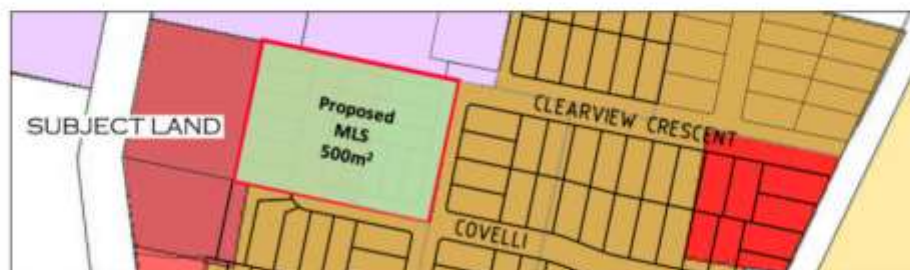 SUBJECT LAND
Proposed
MLS
500m²
CLEARVIEW CRESCENT
COVELLI